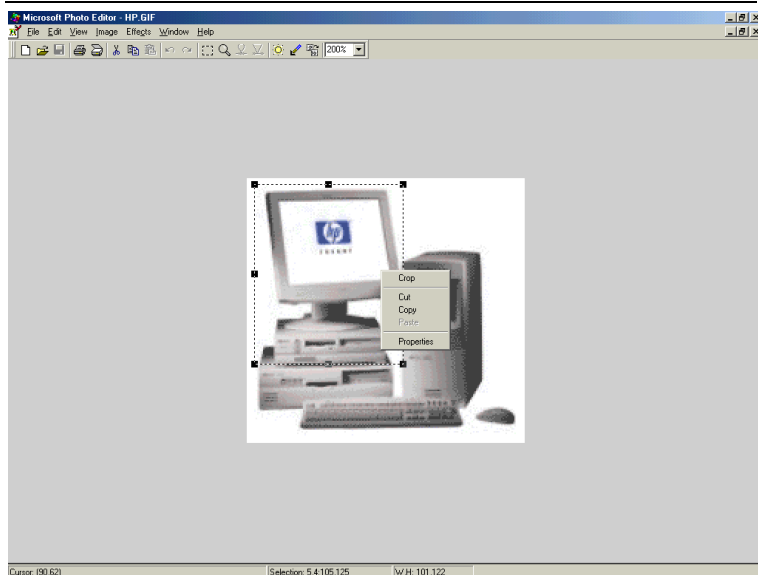 Microsoft Photo Editor - HP.GIF
File Edit View Image Effects Window Help
200%
hp
INVENT
Crop
Cut
Copy
Paste
Properties
Cursor: (90.62) Selection: 5.4:105.125 W.H: 101.122